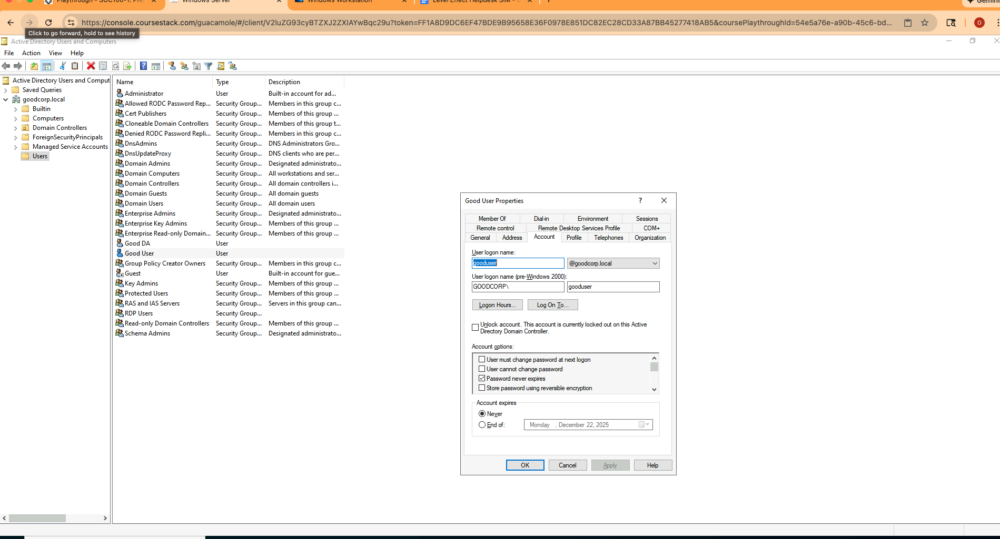 Playthrough - SOC100-1: Pre
Windows Server
Windows Workstation
Level Effect Helpdesk SIM -
Gemini
https://console.coursestack.com/guacamole/#/client/V2luZG93cyBTZXJ2ZXIAYwBqc29u?token=FF1A8D9DC6EF47BDE9B95658E36F0978E851DC82EC28CD33A87BB45277418AB5&coursePlaythroughId=54e5a76e-a90b-45c6-bd...
O
Click to go forward, hold to see history
Active Directory Users and Computers
File Action View Help
Active Directory Users and Comput
Saved Queries
goodcorp.local
Builtin
Computers
Domain Controllers
ForeignSecurityPrincipals
Managed Service Accounts
Users
Name Type Description
Administrator User Built-in account for ad...
Allowed RODC Password Rep... Security Group... Members in this group c...
Cert Publishers Security Group... Members of this group ...
Cloneable Domain Controllers Security Group... Members of this group t...
Denied RODC Password Repli... Security Group... Members in this group c...
DnsAdmins Security Group... DNS Administrators Gro...
DnsUpdateProxy Security Group... DNS clients who are per...
Domain Admins Security Group... Designated administrato...
Domain Computers Security Group... All workstations and ser...
Domain Controllers Security Group... All domain controllers i...
Domain Guests Security Group... All domain guests
Domain Users Security Group... All domain users
Enterprise Admins Security Group... Designated administrato...
Enterprise Key Admins Security Group... Members of this group ...
Enterprise Read-only Domain... Security Group... Members of this group ...
Good DA User
Good User User
Group Policy Creator Owners Security Group... Members in this group c...
Guest User Built-in account for gue...
Key Admins Security Group... Members of this group ...
Protected Users Security Group... Members of this group ...
RAS and IAS Servers Security Group... Servers in this group can...
RDP Users Security Group...
Read-only Domain Controllers Security Group... Members of this group ...
Schema Admins Security Group... Designated administrato...
Good User Properties ?
Member Of Dial-in Environment Sessions
Remote control Remote Desktop Services Profile COM+
General Address Account Profile Telephones Organization
User logon name:
gooduser @goodcorp.local
User logon name (pre-Windows 2000):
GOODCORP\ gooduser
Logon Hours... Log On To...
Unlock account. This account is currently locked out on this Active
Directory Domain Controller.
Account options:
User must change password at next logon
User cannot change password
Password never expires
Store password using reversible encryption
Account expires
Never
End of: Monday , December 22, 2025
OK Cancel Apply Help